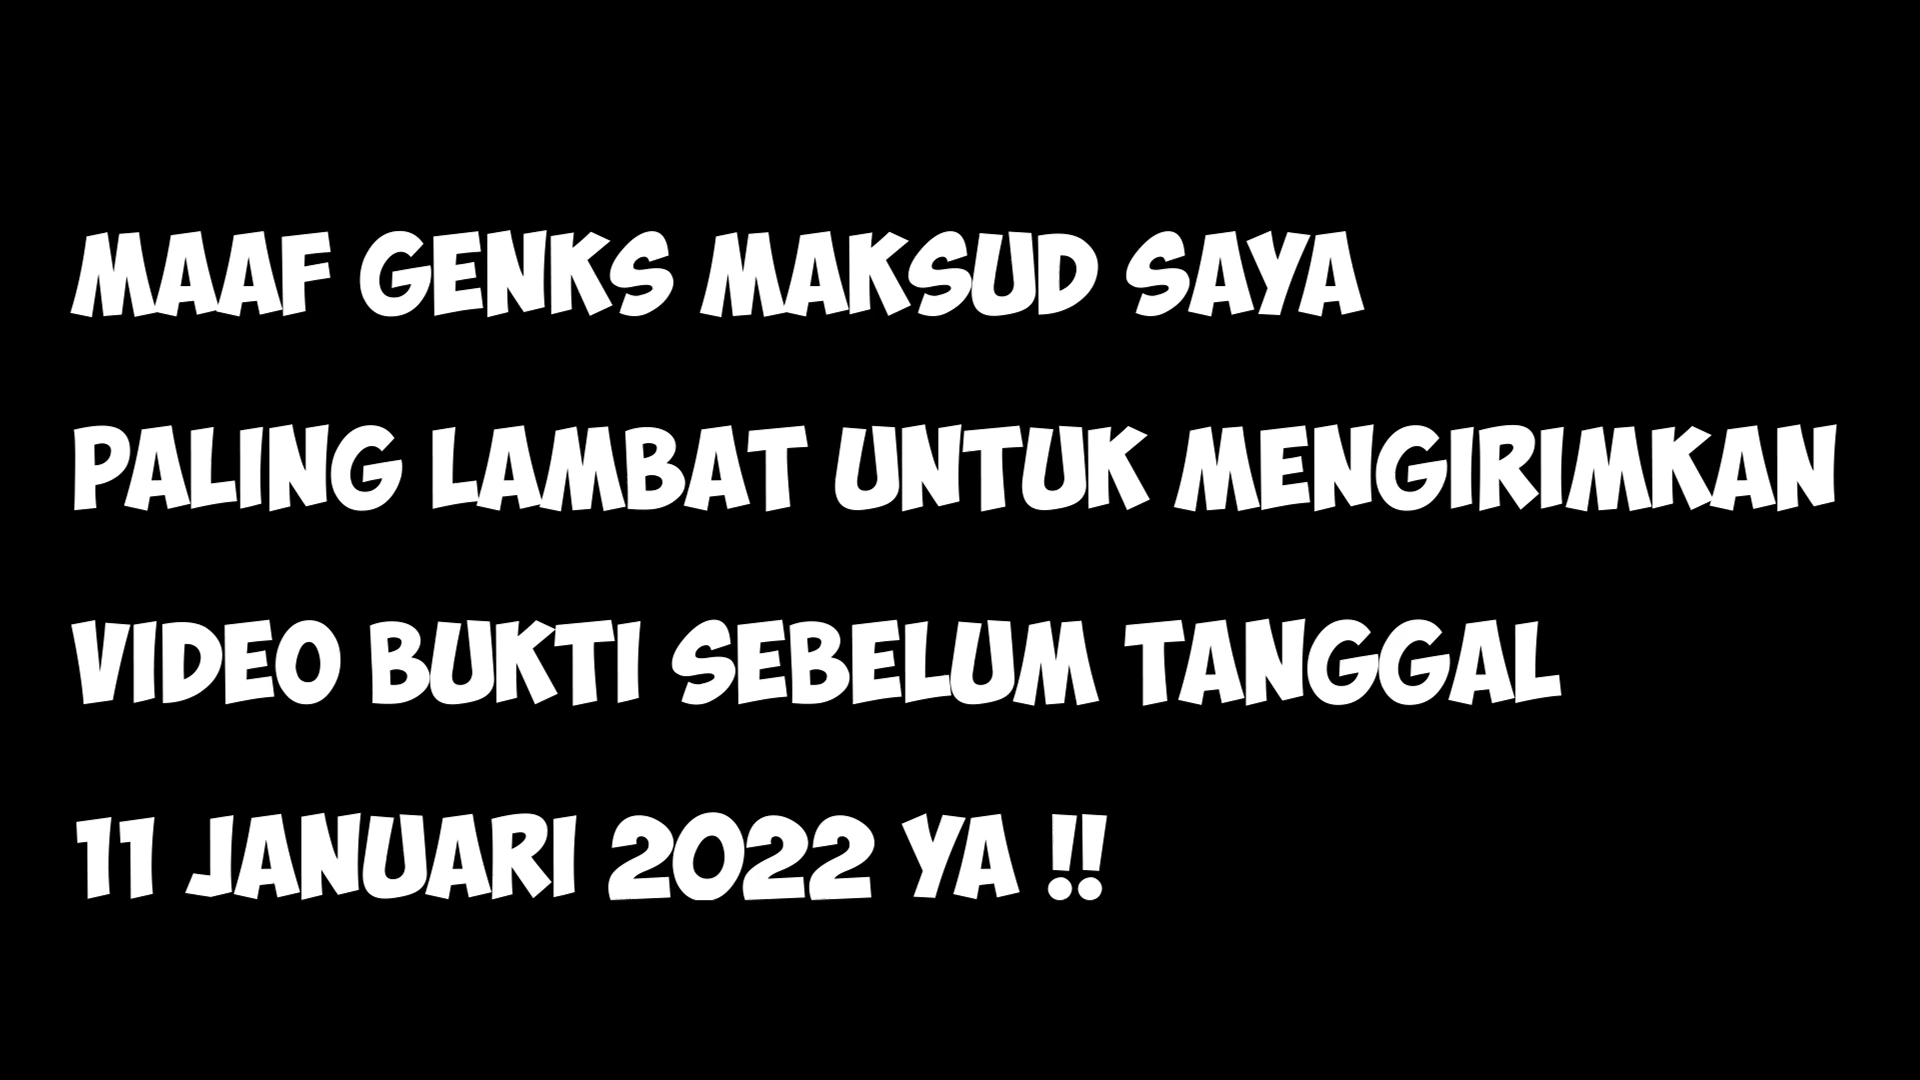 MAAF GENKS MAKSUD SAYA
PALING LAMBAT UNTUK MENGIRIMKAN
VIDEO BUKTI SEBELUM TANGGAL
11 JANUARI 2022 YA !!